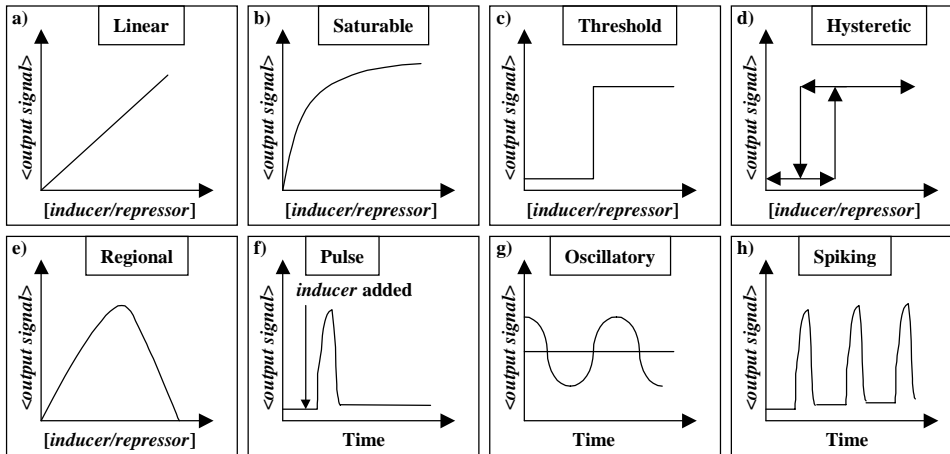 a)
Linear
<output signal>
[inducer/repressor]
b)
Saturable
<output signal>
[inducer/repressor]
c)
Threshold
<output signal>
[inducer/repressor]
d)
Hysteretic
<output signal>
[inducer/repressor]
e)
Regional
<output signal>
[inducer/repressor]
f)
Pulse
inducer added
<output signal>
Time
g)
Oscillatory
<output signal>
Time
h)
Spiking
<output signal>
Time